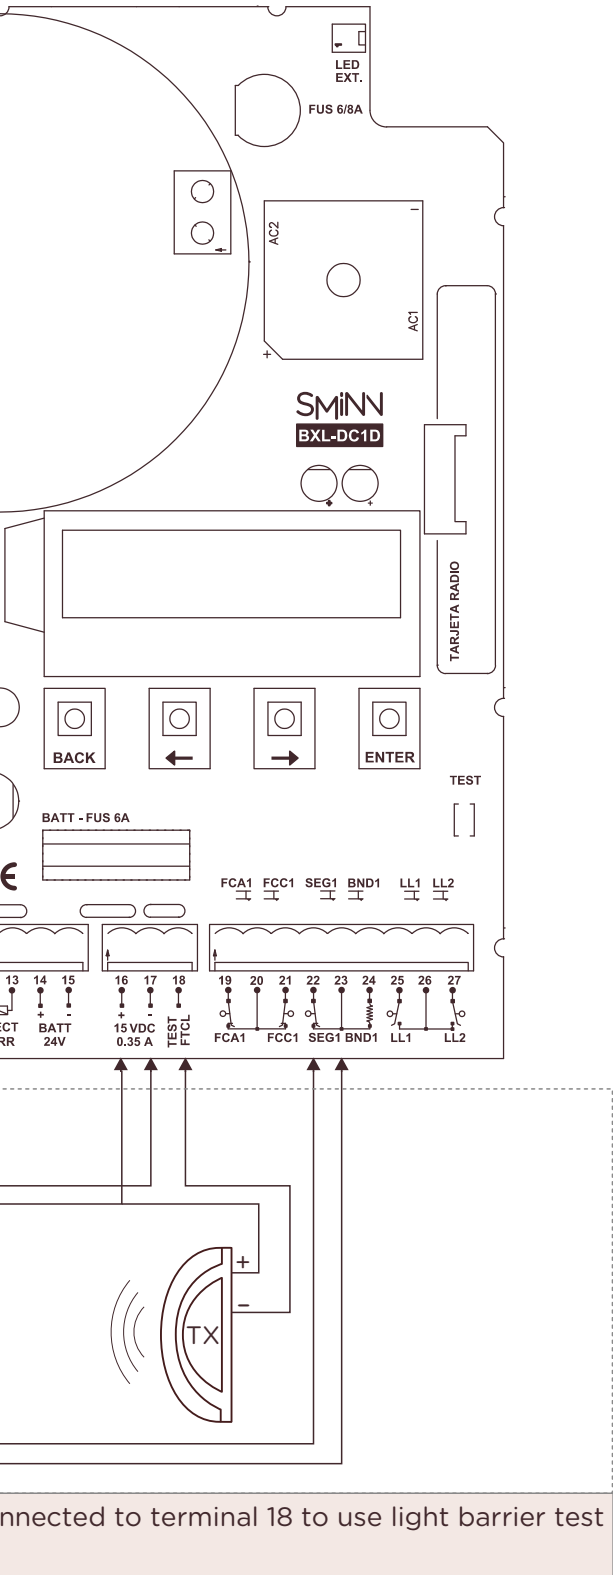 LED
EXT.
FUS 6/8A
AC2
AC1
+
SMiNN
BXL-DC1D
+ +
TARJETA RADIO
BACK
ENTER
TEST
BATT - FUS 6A
CE
FCA1 FCC1 SEG1 BND1 LL1 LL2
13 14 15 16 17 18 19 20 21 22 23 24 25 26 27
+ - + -
BATT
24V
15 VDC
0.35 A
TEST
FTCL
FCA1 FCC1 SEG1 BND1 LL1 LL2
+
-
TX
connected to terminal 18 to use light barrier test